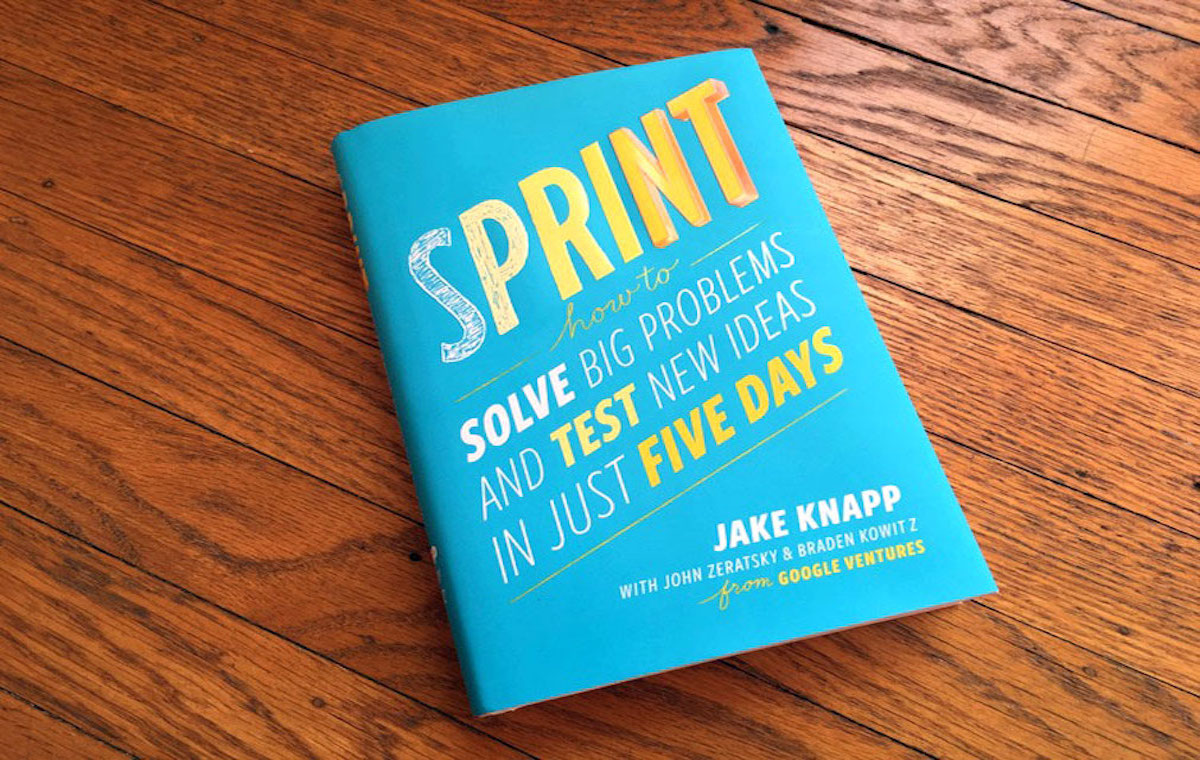 SPRINT
how to
SOLVE BIG PROBLEMS
AND TEST NEW IDEAS
IN JUST FIVE DAYS
JAKE KNAPP
WITH JOHN ZERATSKY & BRADEN KOWITZ
from GOOGLE VENTURES